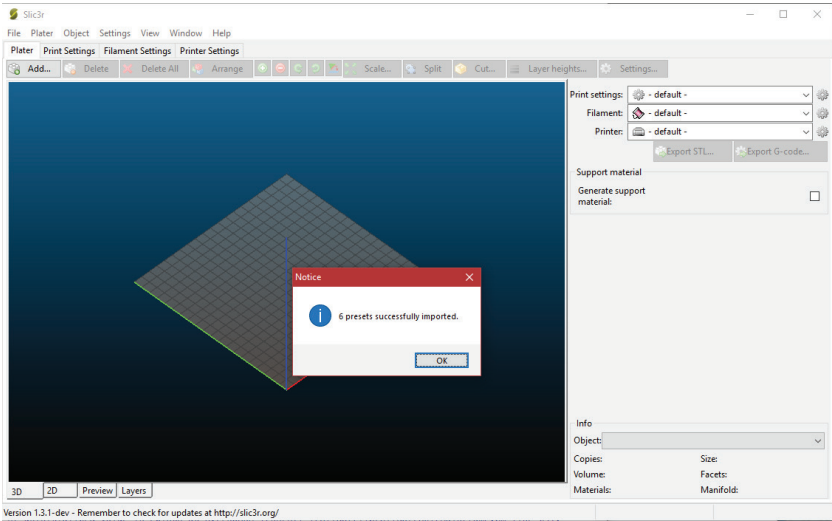 Slic3r
File Plater Object Settings View Window Help
Plater Print Settings Filament Settings Printer Settings
Add... Delete Delete All Arrange Scale... Split Cut... Layer heights... Settings...
Print settings: - default -
Filament: - default -
Printer: - default -
Export STL... Export G-code...
Support material
Generate support
material:
Notice
6 presets successfully imported.
OK
Info
Object:
Copies: Size:
Volume: Facets:
Materials: Manifold:
3D 2D Preview Layers
Version 1.3.1-dev - Remember to check for updates at http://slic3r.org/